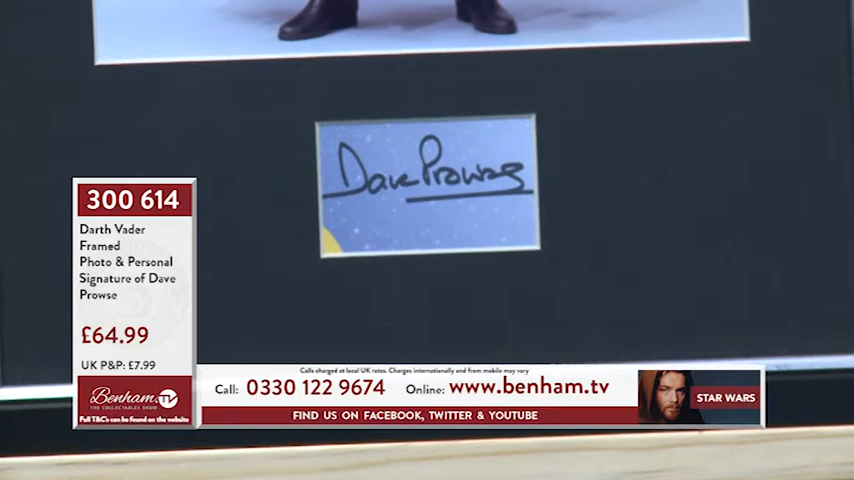 Dave Prowse
300 614
Darth Vader
Framed
Photo & Personal
Signature of Dave
Prowse
£64.99
UK P&P: £7.99
Benham.TV
THE COLLECTABLES SHOW
Full T&C's can be found on the website
Calls charged at local UK rates. Charges internationally and from mobile may vary
Call: 0330 122 9674 Online: www.benham.tv
FIND US ON FACEBOOK, TWITTER & YOUTUBE
STAR WARS